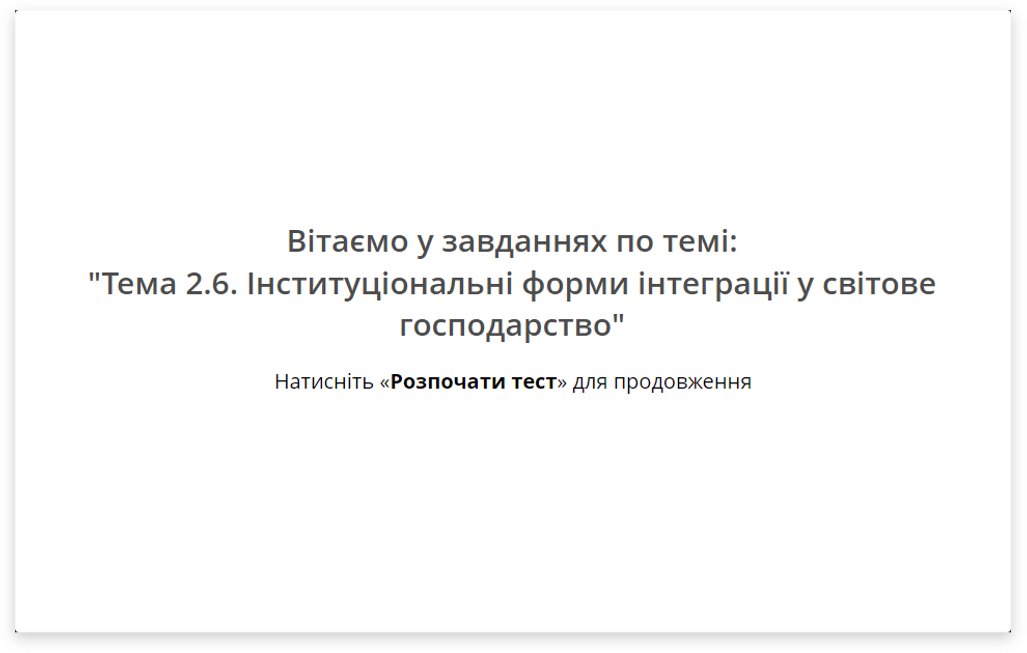 Вітаємо у завданнях по темі:
"Тема 2.6. Інституціональні форми інтеграції у світове
господарство"
Натисніть «Розпочати тест» для продовження